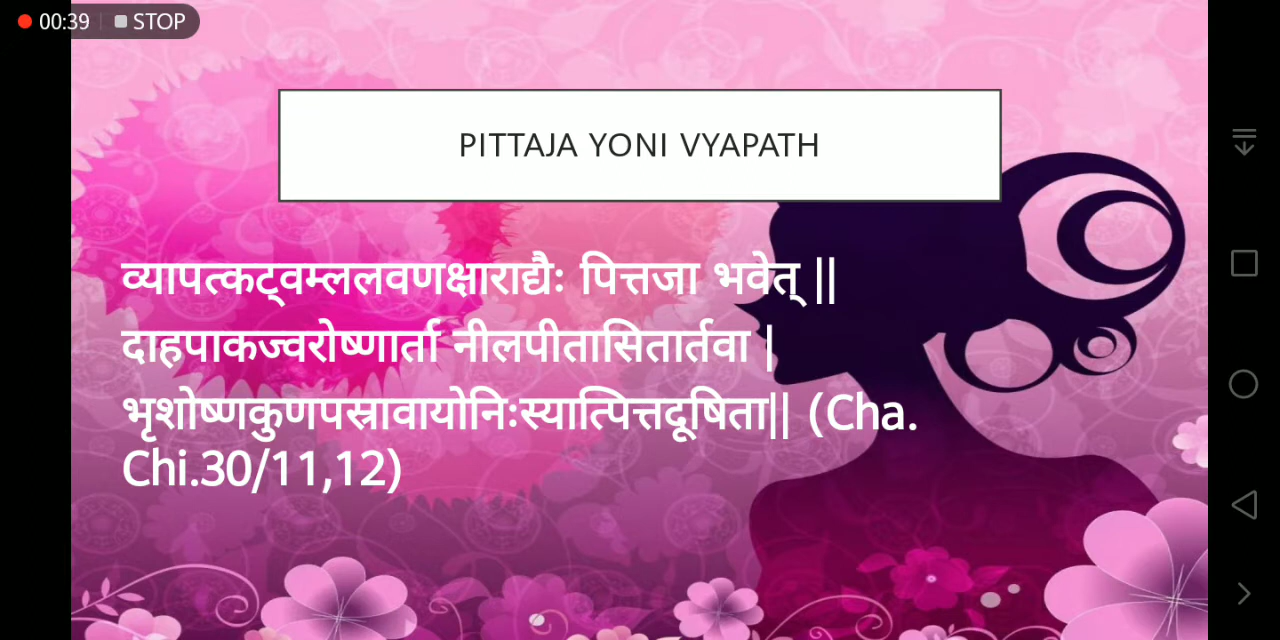 00:39 STOP
PITTAJA YONI VYAPATH
व्यापत्कट्वम्ललवणक्षाराद्यैः पित्तजा भवेत् ||
दाहपाकज्वरोष्णार्ता नीलपीतासितार्तवा |
भृशोष्णकुणपस्रावायोनिःस्यात्पित्तदूषिता|| (Cha.
Chi.30/11,12)